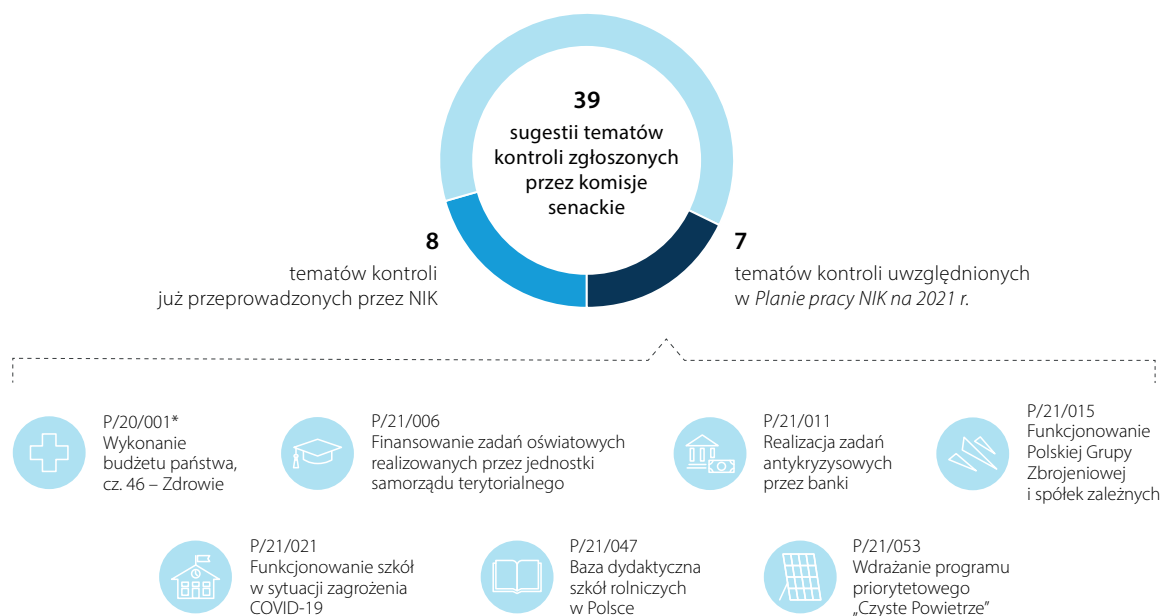 39
sugestii tematów
kontroli zgłoszonych
przez komisje
senackie
8
tematów kontroli
już przeprowadzonych przez NIK
7
tematów kontroli uwzględnionych
w Planie pracy NIK na 2021 r.
P/20/001*
Wykonanie
budżetu państwa,
cz. 46 – Zdrowie
P/21/006
Finansowanie zadań oświatowych
realizowanych przez jednostki
samorządu terytorialnego
P/21/011
Realizacja zadań
antykryzysowych
przez banki
P/21/015
Funkcjonowanie
Polskiej Grupy
Zbrojeniowej
i spółek zależnych
P/21/021
Funkcjonowanie szkół
w sytuacji zagrożenia
COVID-19
P/21/047
Baza dydaktyczna
szkół rolniczych
w Polsce
P/21/053
Wdrażanie programu
priorytetowego
„Czyste Powietrze”